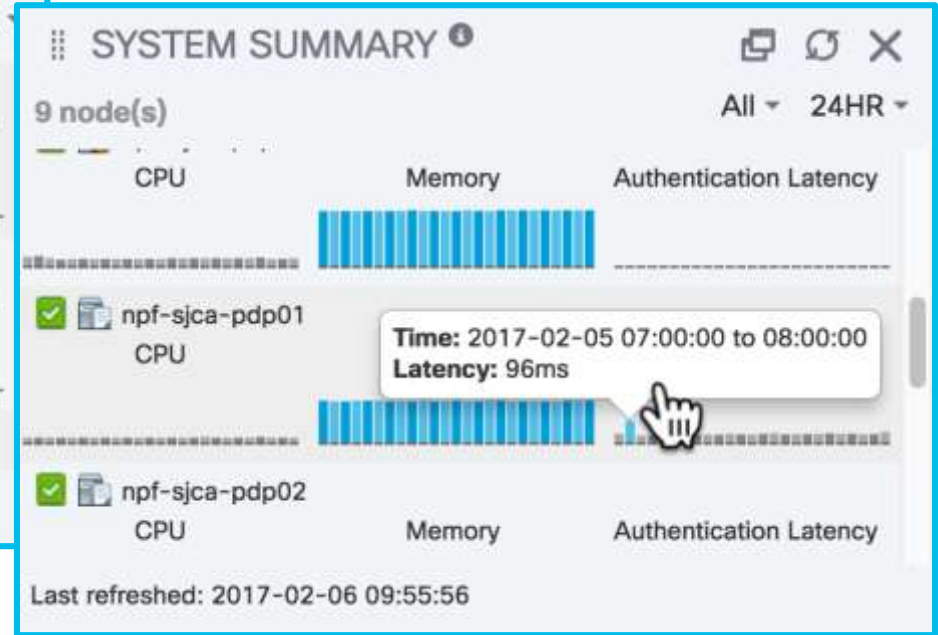 SYSTEM SUMMARY
9 node(s) All 24HR
CPU Memory Authentication Latency
npf-sjca-pdp01
CPU
Time: 2017-02-05 07:00:00 to 08:00:00
Latency: 96ms
npf-sjca-pdp02
CPU Memory Authentication Latency
Last refreshed: 2017-02-06 09:55:56